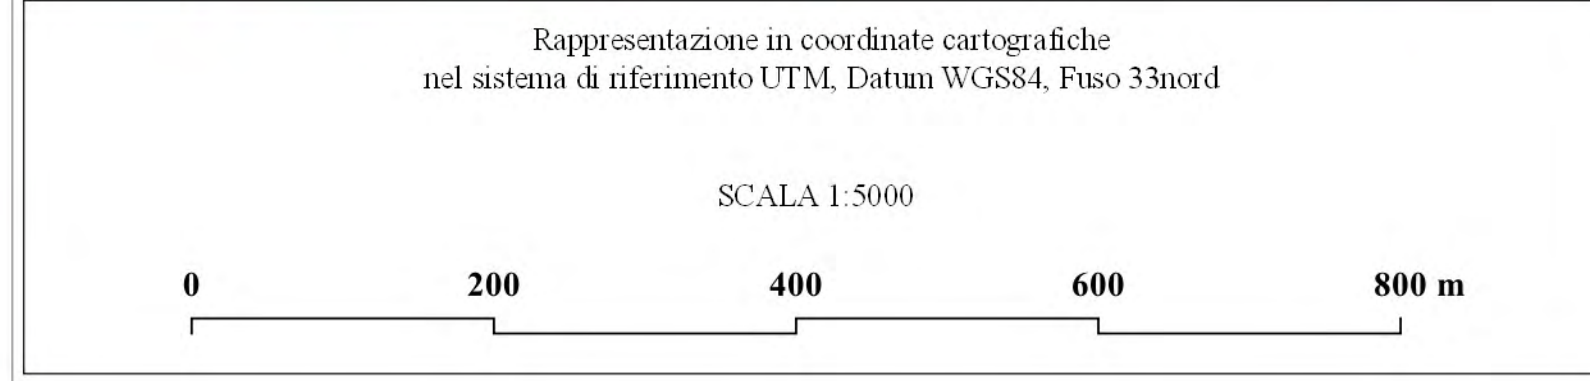 Rappresentazione in coordinate cartografiche
nel sistema di riferimento UTM, Datum WGS84, Fuso 33nord
SCALA 1:5000
0 200 400 600 800 m